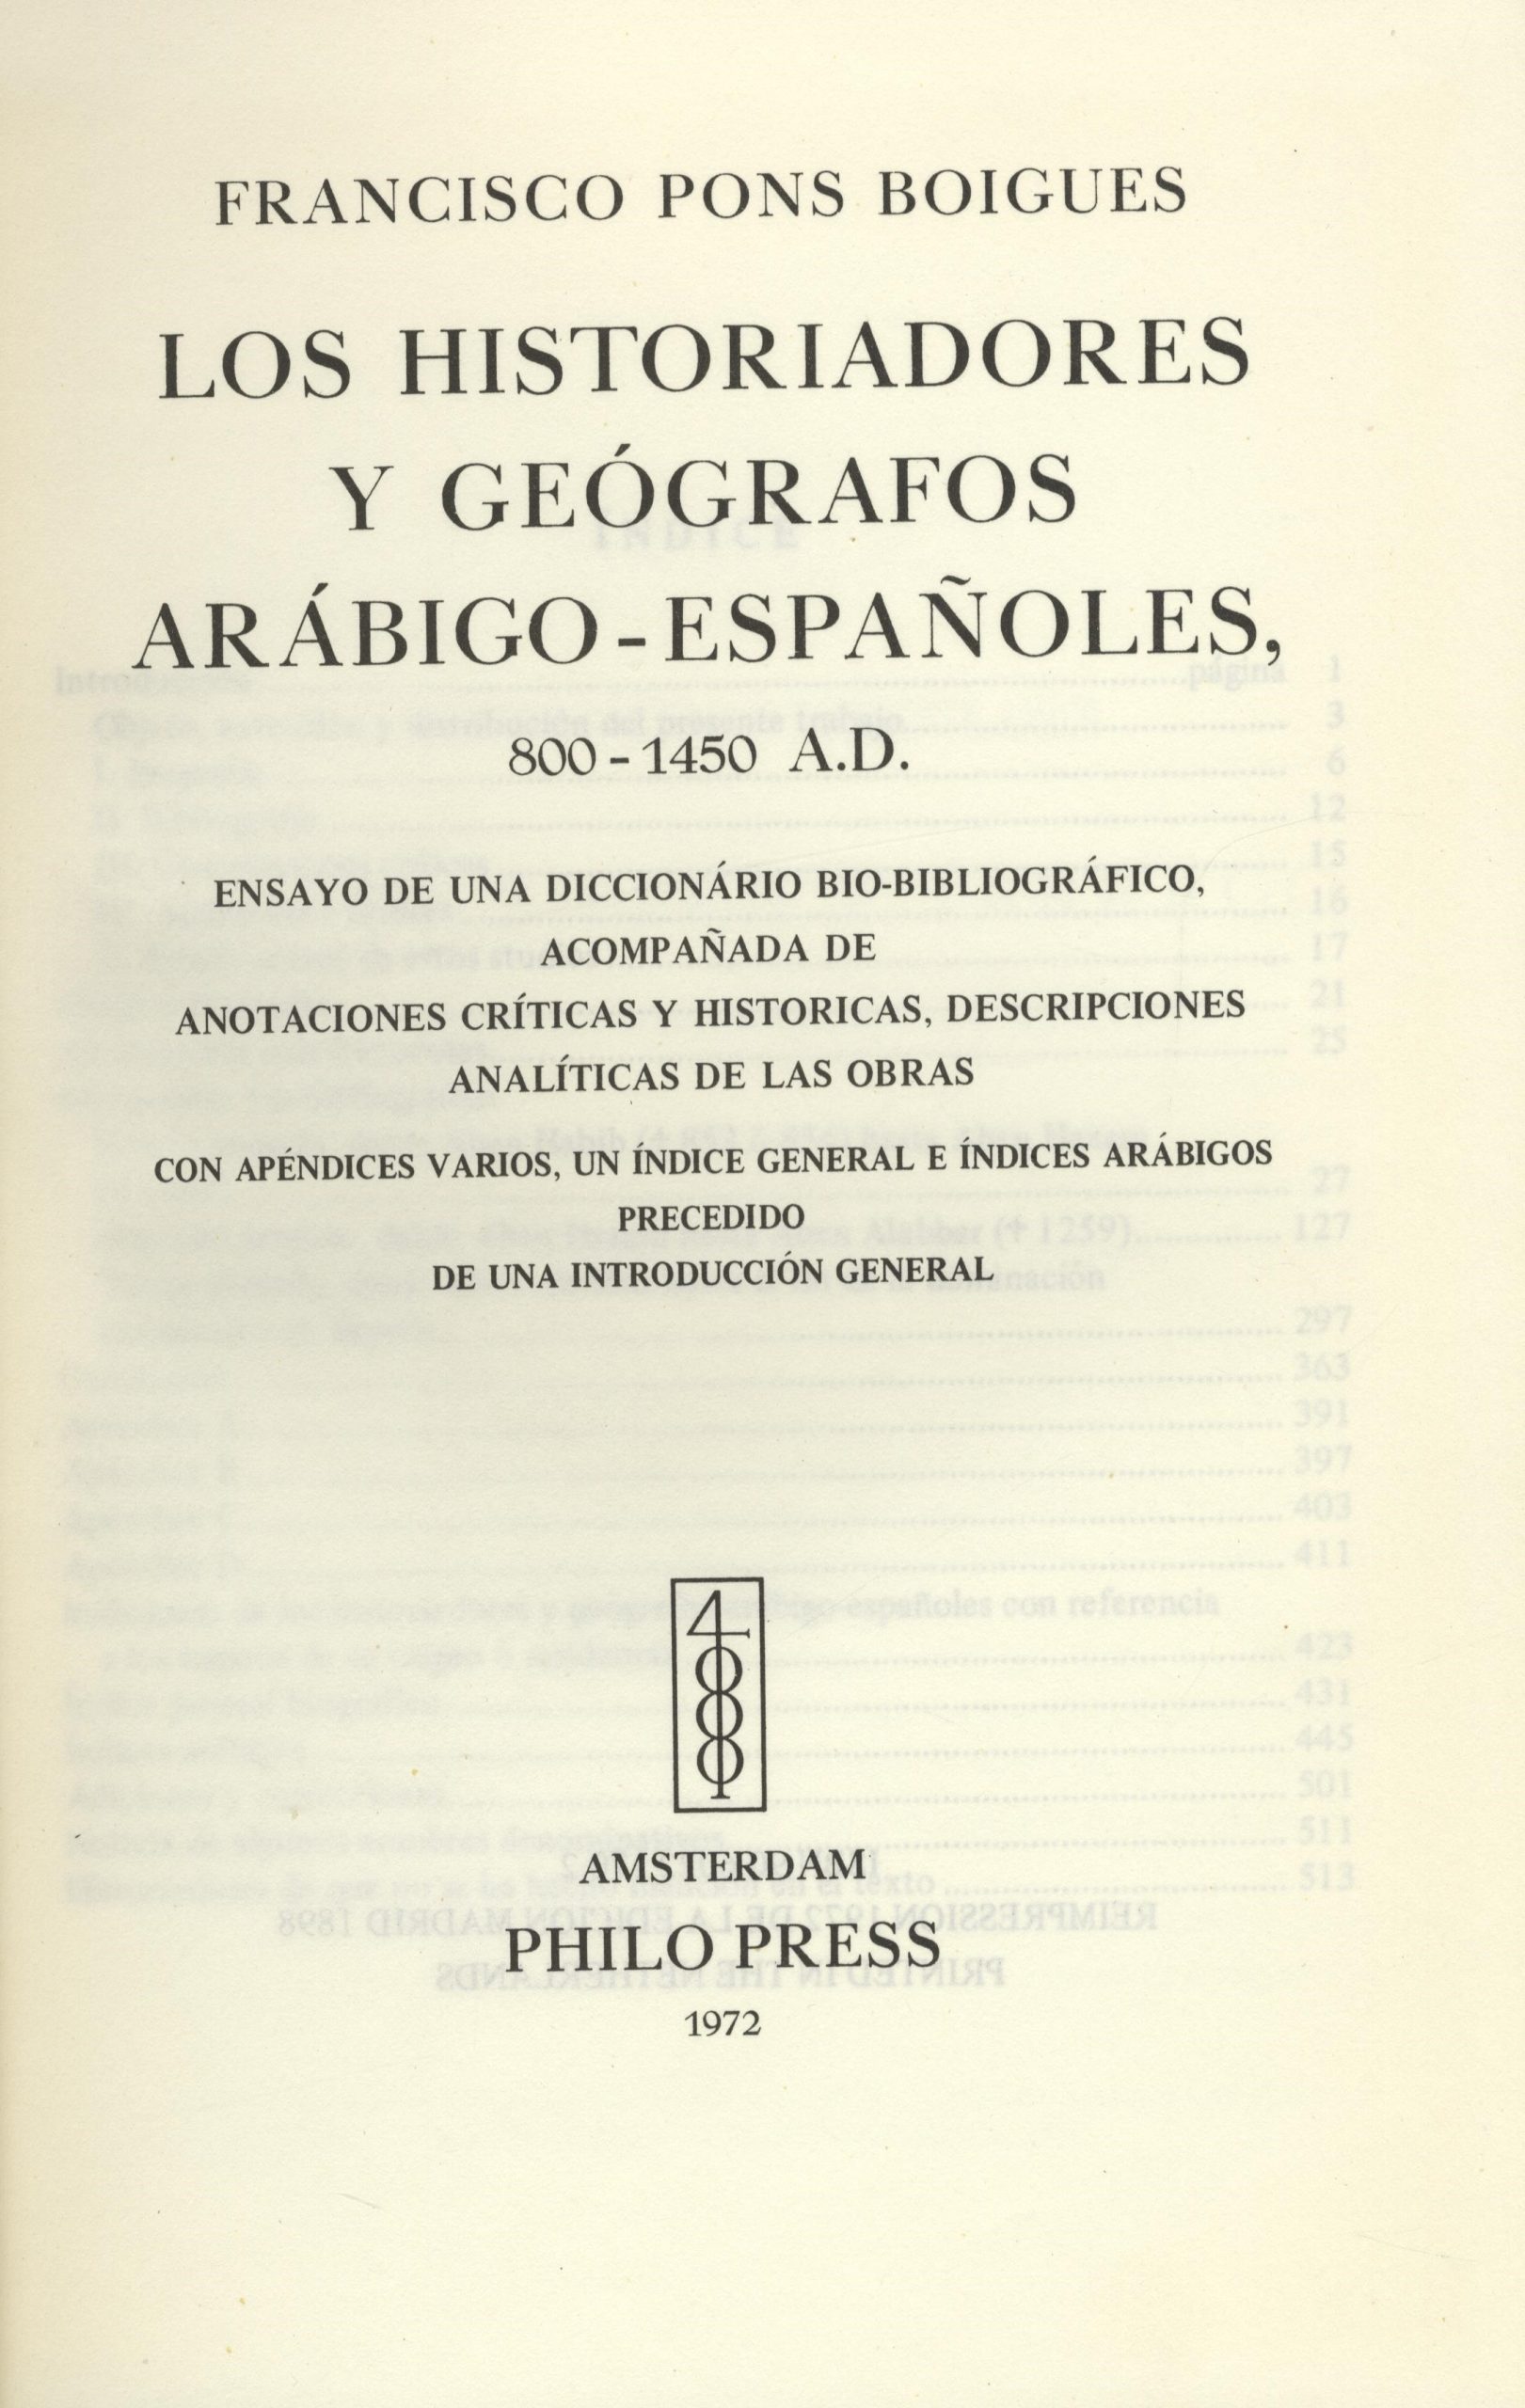 FRANCISCO PONS BOIGUES
LOS HISTORIADORES
Y GEÓGRAFOS
ARÁBIGO-ESPAÑOLES,
800-1450 A.D.
ENSAYO DE UNA DICCIONÁRIO BIO-BIBLIOGRÁFICO,
ACOMPAÑADA DE
ANOTACIONES CRÍTICAS Y HISTORICAS, DESCRIPCIONES
ANALÍTICAS DE LAS OBRAS
CON APÉNDICES VARIOS, UN ÍNDICE GENERAL E ÍNDICES ARÁBIGOS
PRECEDIDO
DE UNA INTRODUCCIÓN GENERAL
AMSTERDAM
PHILO PRESS
1972